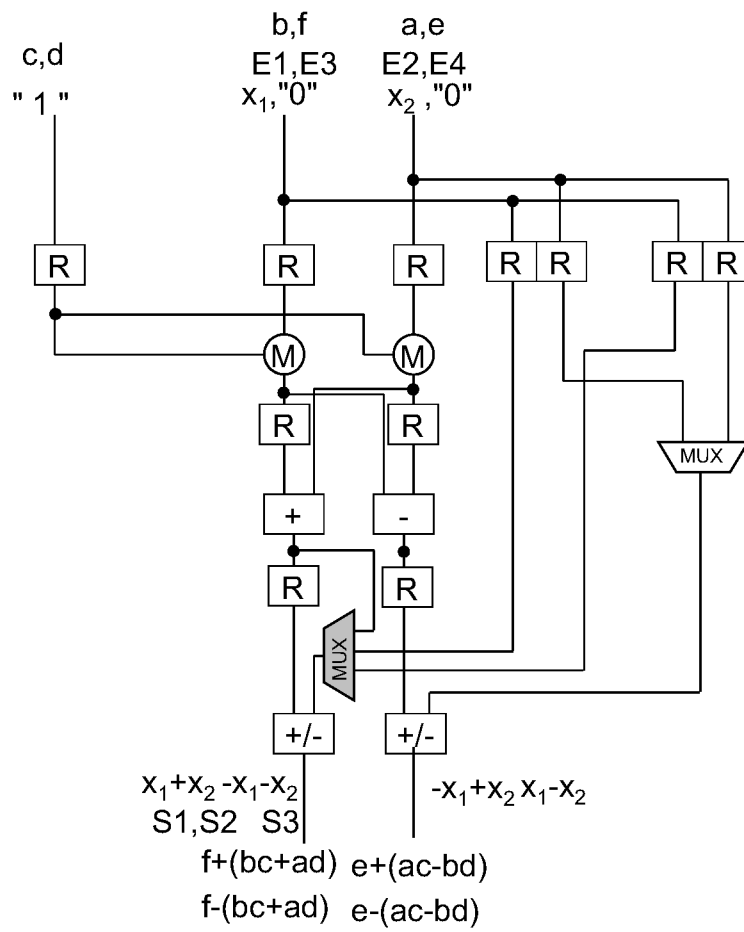 b,f
a,e
c,d
E1,E3
E2,E4
" 1 "
x₁,"0"
x₂ ,"0"
R
R
R
R
R
R
R
M
M
R
R
MUX
+
-
R
R
MUX
+/-
+/-
x₁+x₂ -x₁-x₂
-x₁+x₂ x₁-x₂
S1,S2 S3
f+(bc+ad)
e+(ac-bd)
f-(bc+ad)
e-(ac-bd)